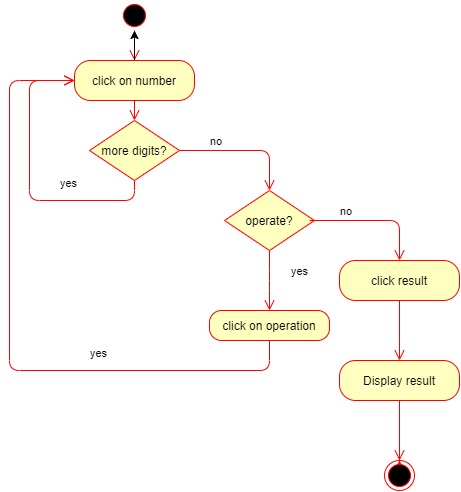 click on number
more digits?
no
yes
operate?
no
yes
click result
click on operation
yes
Display result